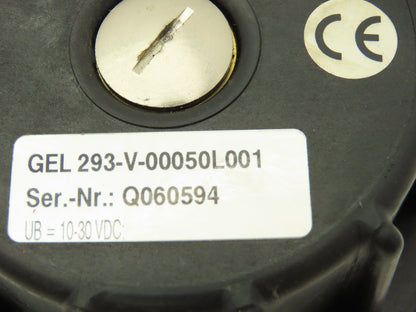 CE
GEL 293-V-00050L001
Ser.-Nr.: Q060594
UB = 10-30 VDC